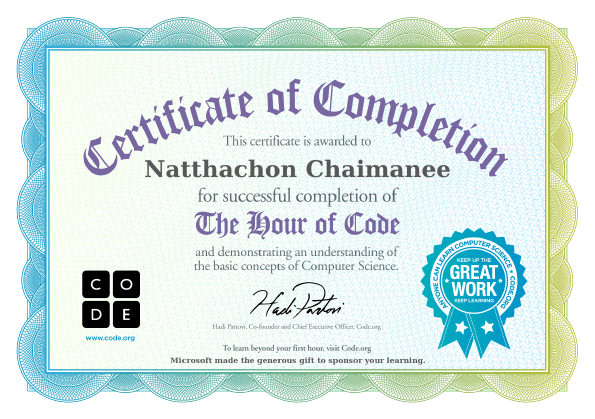 Certificate of Completion
This certificate is awarded to
Natthachon Chaimanee
for successful completion of
The Hour of Code
and demonstrating an understanding of
the basic concepts of Computer Science.
C O
D E
www.code.org
Hadi Partovi
Hadi Partovi, Co-founder and Chief Executive Officer, Code.org
ANYONE CAN LEARN COMPUTER SCIENCE • CODE.ORG •
KEEP UP THE
GREAT
WORK
KEEP LEARNING
To learn beyond your first hour, visit Code.org
Microsoft made the generous gift to sponsor your learning.